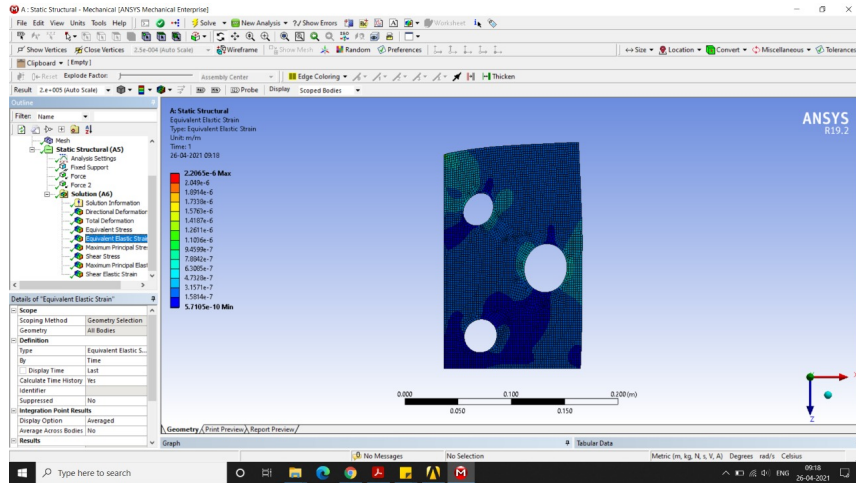 A : Static Structural - Mechanical [ANSYS Mechanical Enterprise]
File Edit View Units Tools Help Solve New Analysis ?/ Show Errors Worksheet
Show Vertices Close Vertices 2.5e-004 (Auto Scale) Wireframe Show Mesh Random Preferences Size Location Convert Miscellaneous Tolerances
Clipboard [Empty]
Reset Explode Factor: Assembly Center Edge Coloring Thicken
Result 2.e+005 (Auto Scale) Probe Display Scoped Bodies
Outline
Filter: Name
Mesh
Static Structural (A5)
Analysis Settings
Fixed Support
Force
Force 2
Solution (A6)
Solution Information
Directional Deformation
Total Deformation
Equivalent Stress
Equivalent Elastic Strai
Maximum Principal Stre
Shear Stress
Maximum Principal Elast
Shear Elastic Strain
Details of "Equivalent Elastic Strain"
Scope
Scoping Method Geometry Selection
Geometry All Bodies
Definition
Type Equivalent Elastic S...
By Time
Display Time Last
Calculate Time History Yes
Identifier
Suppressed No
Integration Point Results
Display Option Averaged
Average Across Bodies No
Results
A: Static Structural
Equivalent Elastic Strain
Type: Equivalent Elastic Strain
Unit: m/m
Time: 1
26-04-2021 09:18
2.2065e-6 Max
2.049e-6
1.8914e-6
1.7338e-6
1.5763e-6
1.4187e-6
1.2611e-6
1.1036e-6
9.4599e-7
7.8842e-7
6.3085e-7
4.7328e-7
3.1571e-7
1.5814e-7
5.7105e-10 Min
ANSYS
R19.2
0.000 0.100 0.200 (m)
0.050 0.150
X
Z
Geometry Print Preview Report Preview
Graph Tabular Data
No Messages No Selection Metric (m, kg, N, s, V, A) Degrees rad/s Celsius
Type here to search
ENG
09:18
26-04-2021